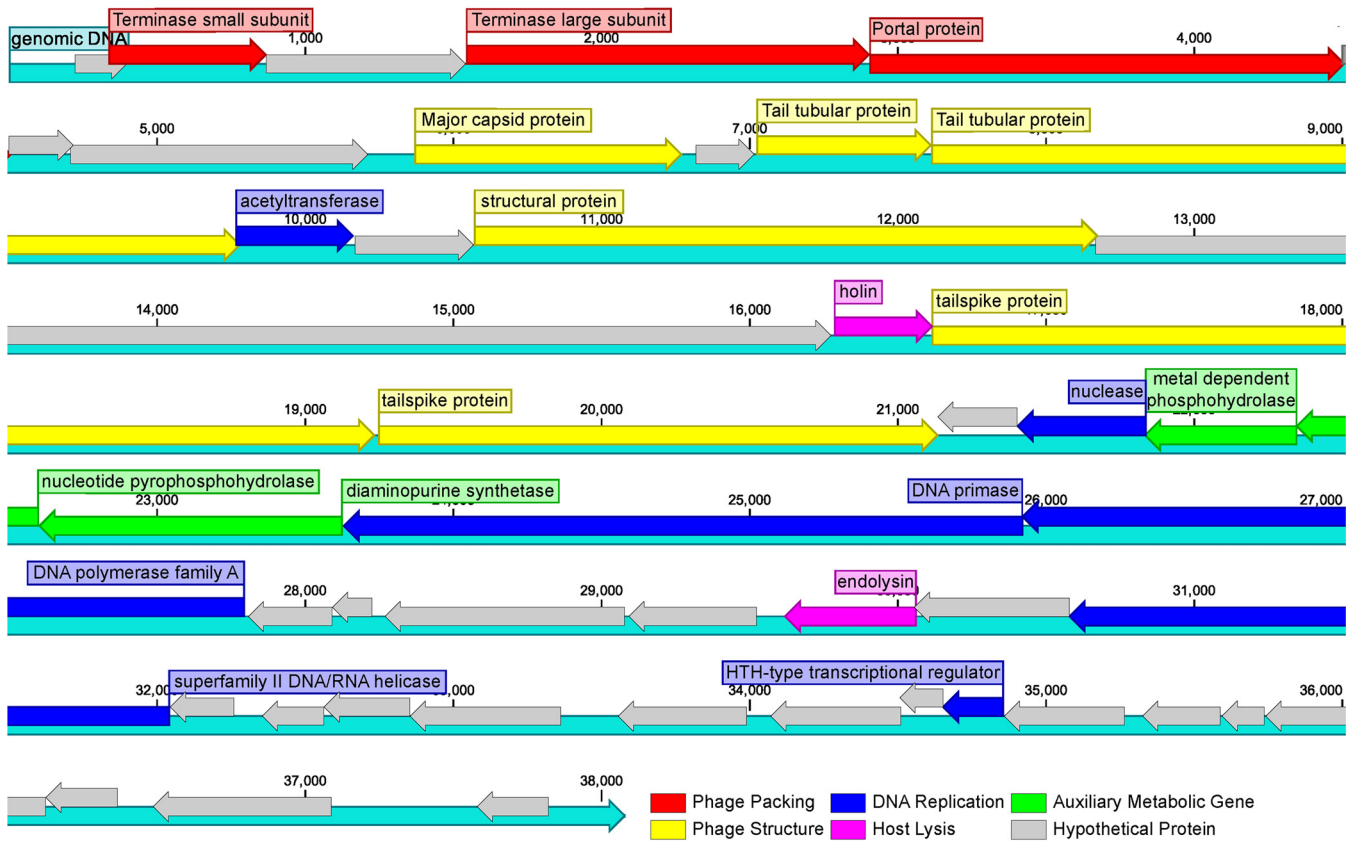 Terminase small subunit
Terminase large subunit
Portal protein
genomic DNA
1,000
2,000
4,000
Major capsid protein
Tail tubular protein
Tail tubular protein
5,000
7,000
9,000
acetyltransferase
structural protein
10,000
11,000
12,000
13,000
holin
tailspike protein
14,000
15,000
16,000
18,000
tailspike protein
nuclease
metal dependent
phosphohydrolase
19,000
20,000
21,000
nucleotide pyrophosphohydrolase
diaminopurine synthetase
DNA primase
23,000
25,000
26,000
27,000
DNA polymerase family A
endolysin
28,000
29,000
31,000
superfamily II DNA/RNA helicase
HTH-type transcriptional regulator
32,000
34,000
35,000
36,000
37,000
38,000
Phage Packing
DNA Replication
Auxiliary Metabolic Gene
Phage Structure
Host Lysis
Hypothetical Protein